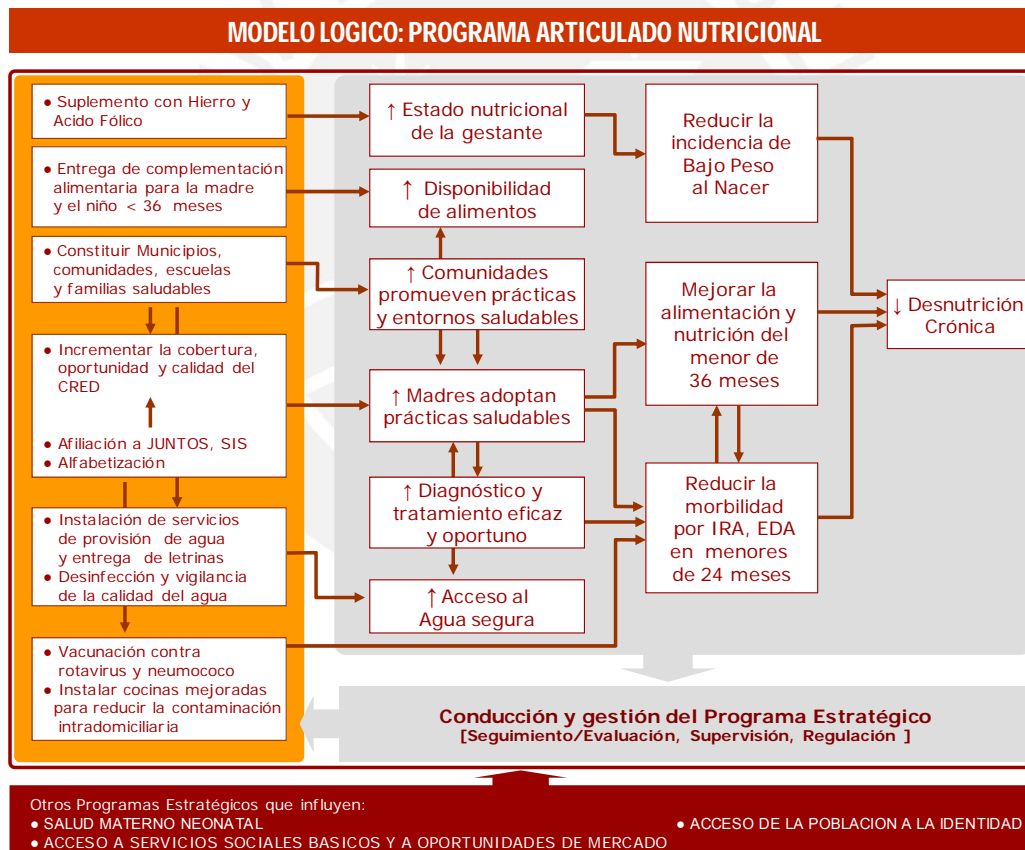 MODELO LOGICO: PROGRAMA ARTICULADO NUTRICIONAL
● Suplemento con Hierro y
Acido Fólico
● Entrega de complementación
alimentaria para la madre
y el niño < 36 meses
● Constituir Municipios,
comunidades, escuelas
y familias saludables
● Incrementar la cobertura,
oportunidad y calidad del
CRED
● Afiliación a JUNTOS, SIS
● Alfabetización
● Instalación de servicios
de provisión de agua
y entrega de letrinas
● Desinfección y vigilancia
de la calidad del agua
● Vacunación contra
rotavirus y neumococo
● Instalar cocinas mejoradas
para reducir la contaminación
intradomiciliaria
↑ Estado nutricional
de la gestante
↑ Disponibilidad
de alimentos
↑ Comunidades
promueven prácticas
y entornos saludables
↑ Madres adoptan
prácticas saludables
↑ Diagnóstico y
tratamiento eficaz
y oportuno
↑ Acceso al
Agua segura
Reducir la
incidencia de
Bajo Peso
al Nacer
Mejorar la
alimentación y
nutrición del
menor de
36 meses
Reducir la
morbilidad
por IRA, EDA
en menores
de 24 meses
↓ Desnutrición
Crónica
Conducción y gestión del Programa Estratégico
[Seguimiento/Evaluación, Supervisión, Regulación ]
Otros Programas Estratégicos que influyen:
● SALUD MATERNO NEONATAL
● ACCESO DE LA POBLACION A LA IDENTIDAD
● ACCESO A SERVICIOS SOCIALES BASICOS Y A OPORTUNIDADES DE MERCADO